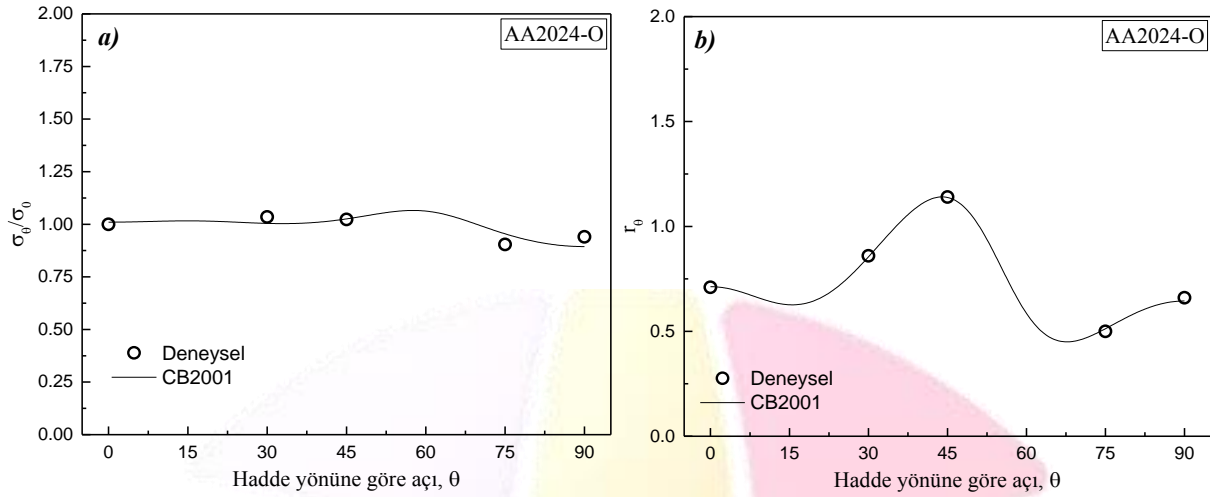 a)
AA2024-O
2.00
1.75
1.50
1.25
1.00
0.75
0.50
0.25
0.00
σθ/σ0
Deneysel
CB2001
0 15 30 45 60 75 90
Hadde yönüne göre açı, θ
b)
AA2024-O
2.0
1.5
1.0
0.5
0.0
rθ
Deneysel
CB2001
0 15 30 45 60 75 90
Hadde yönüne göre açı, θ